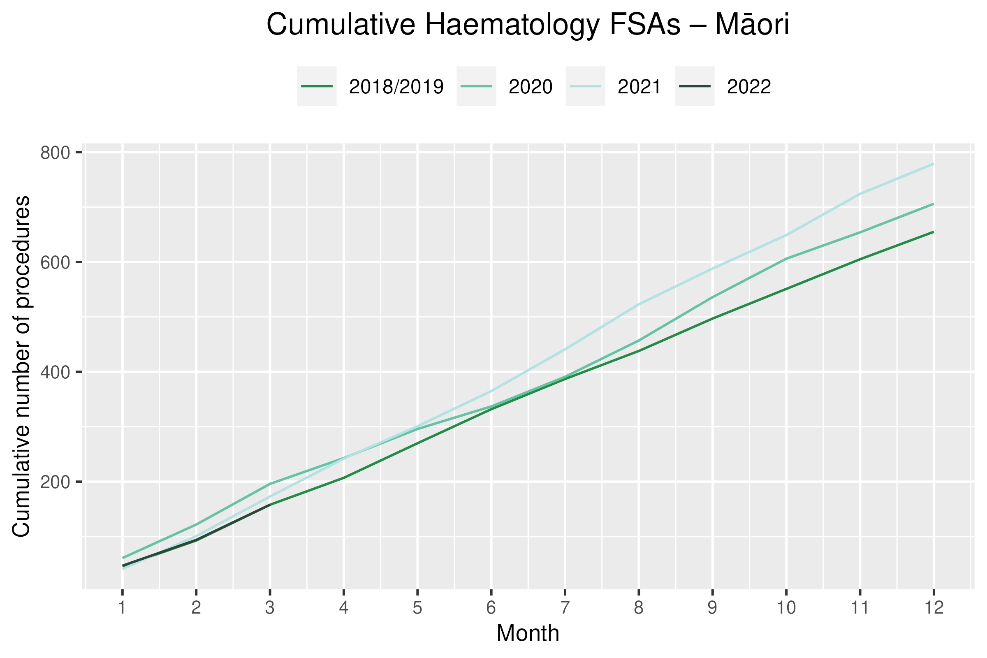 Cumulative Haematology FSAs – Māori
2018/2019 2020 2021 2022
Cumulative number of procedures
800
600
400
200
1 2 3 4 5 6 7 8 9 10 11 12
Month